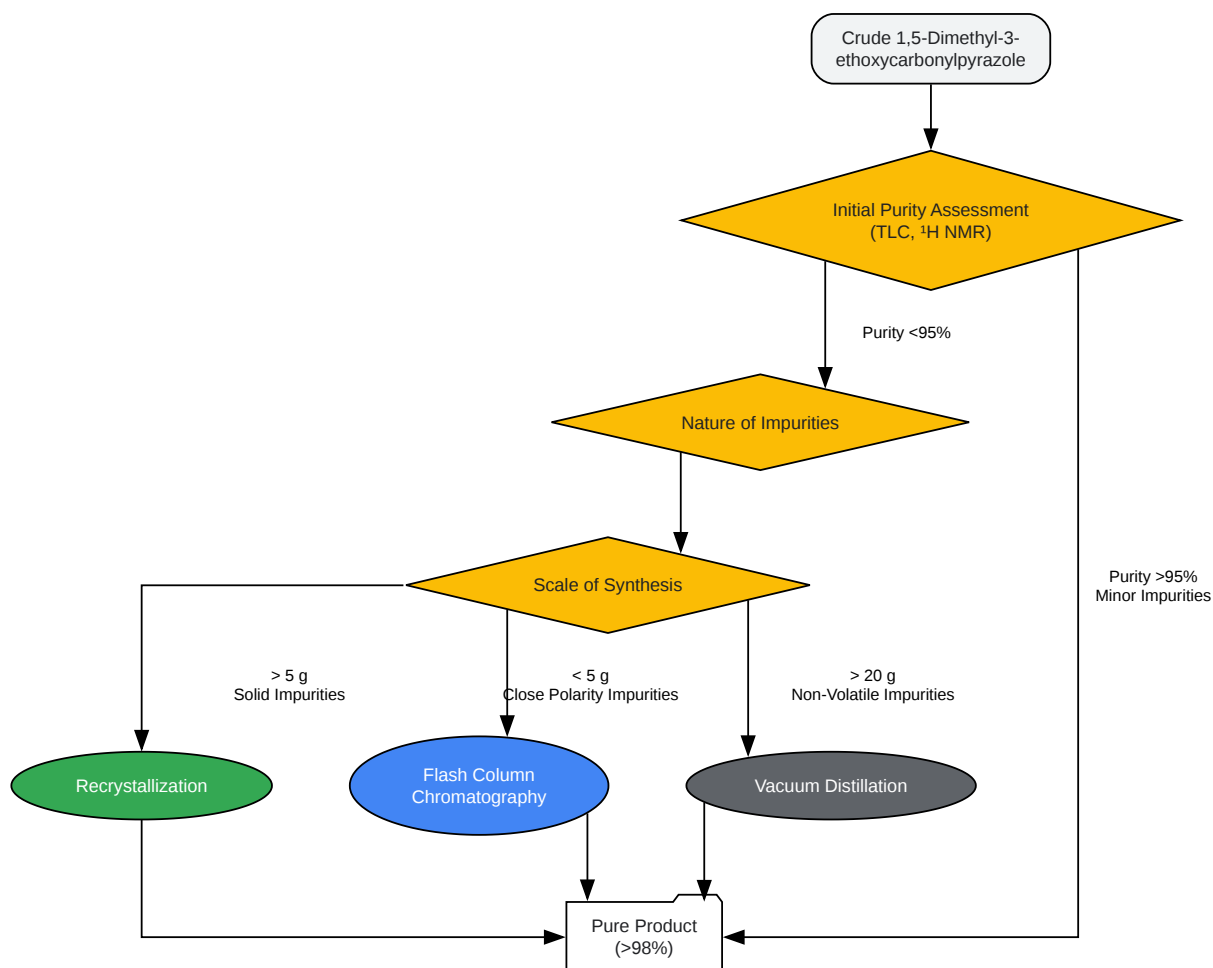 Crude 1,5-Dimethyl-3-
ethoxycarbonylpyrazole
Initial Purity Assessment
(TLC, ¹H NMR)
Purity <95%
Nature of Impurities
Scale of Synthesis
Purity >95%
Minor Impurities
> 5 g
Solid Impurities
< 5 g
Close Polarity Impurities
> 20 g
Non-Volatile Impurities
Recrystallization
Flash Column
Chromatography
Vacuum Distillation
Pure Product
(>98%)